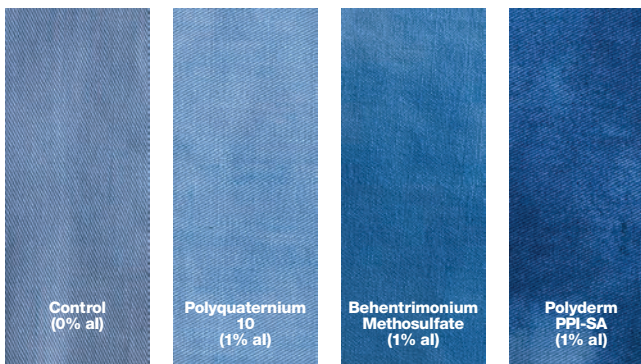 Control
(0% al)
Polyquaternium
10
(1% al)
Behentrimonium
Methosulfate
(1% al)
Polyderm
PPI-SA
(1% al)